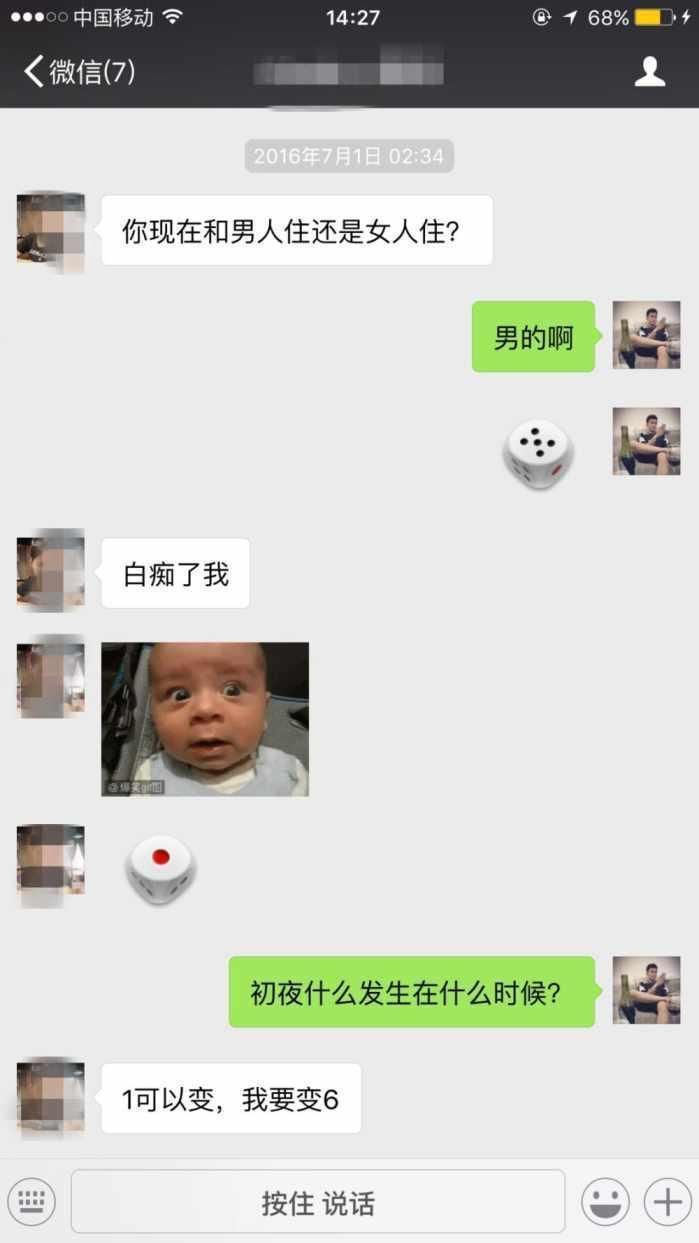 中国移动 14:27 68%
微信(7)
2016年7月1日 02:34
你现在和男人住还是女人住?
男的啊
白痴了我
@爆笑gif图
初夜什么发生在什么时候?
1可以变，我要变6
按住 说话